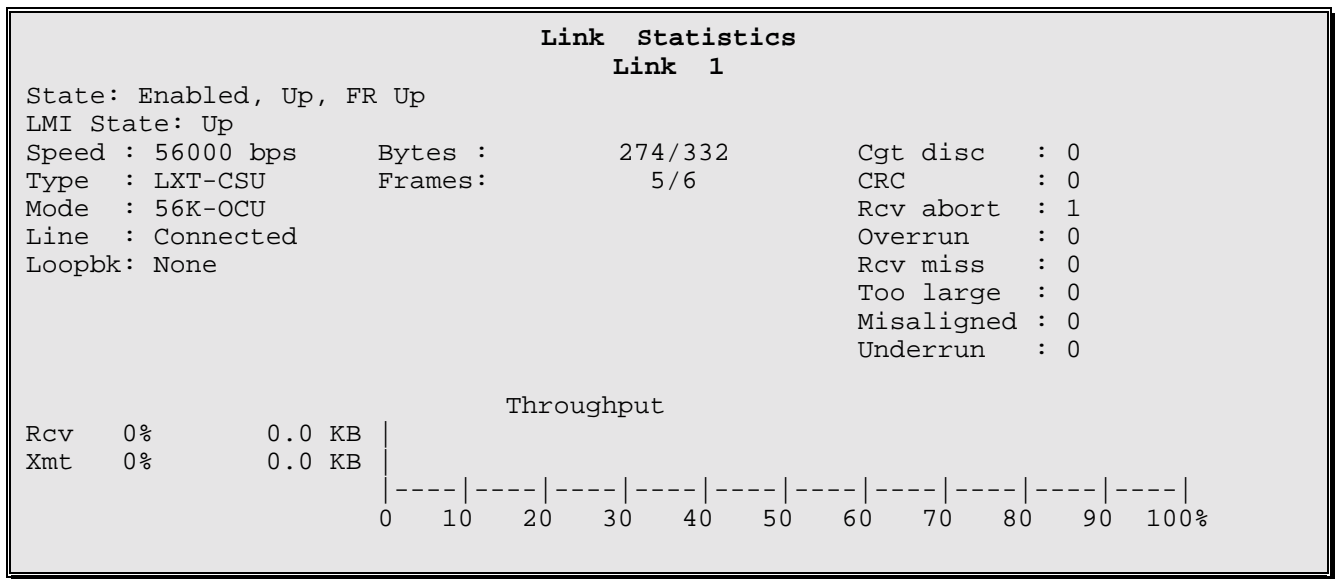 Link Statistics
Link 1
State: Enabled, Up, FR Up
LMI State: Up
Speed : 56000 bps Bytes : 274/332 Cgt disc : 0
Type : LXT-CSU Frames: 5/6 CRC : 0
Mode : 56K-OCU Rcv abort : 1
Line : Connected Overrun : 0
Loopbk: None Rcv miss : 0
Too large : 0
Misaligned : 0
Underrun : 0
Throughput
Rcv 0% 0.0 KB |
Xmt 0% 0.0 KB |
|----|----|----|----|----|----|----|----|----|----|
0 10 20 30 40 50 60 70 80 90 100%